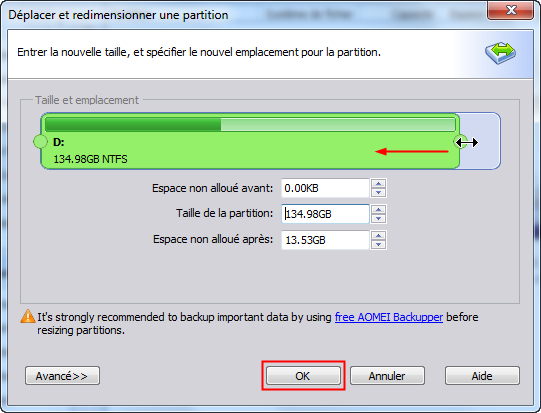 Déplacer et redimensionner une partition
Entrer la nouvelle taille, et spécifier le nouvel emplacement pour la partition.
Taille et emplacement
D:
134.98GB NTFS
Espace non alloué avant: 0.00KB
Taille de la partition: 134.98GB
Espace non alloué après: 13.53GB
It's strongly recommended to backup important data by using free AOMEI Backupper before
resizing partitions.
Avancé>> OK Annuler Aide